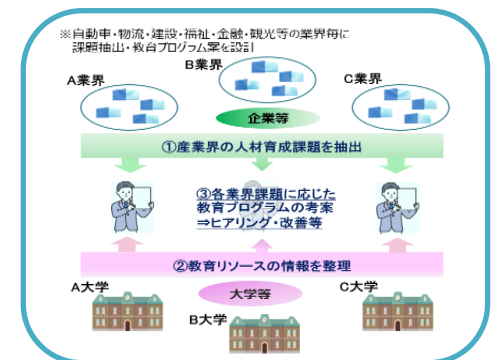 ※自動車・物流・建設・福祉・金融・観光等の業界毎に
課題抽出・教育プログラム案を設計
A業界
B業界
C業界
企業等
①産業界の人材育成課題を抽出
③各業界課題に応じた
教育プログラムの考案
⇒ヒアリング・改善等
②教育リソースの情報を整理
A大学
大学等
C大学
B大学